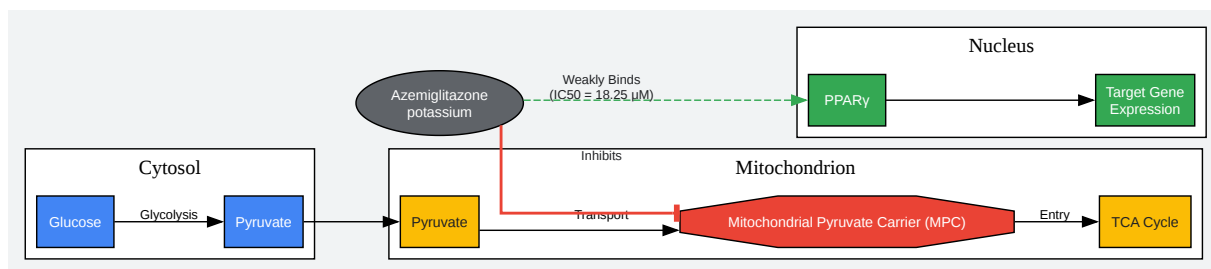 Nucleus
Weakly Binds
(IC50 = 18.25 μM)
Azemiglitazone
potassium
PPARγ
Target Gene
Expression
Inhibits
Cytosol
Mitochondrion
Glucose
Glycolysis
Pyruvate
Pyruvate
Transport
Mitochondrial Pyruvate Carrier (MPC)
Entry
TCA Cycle